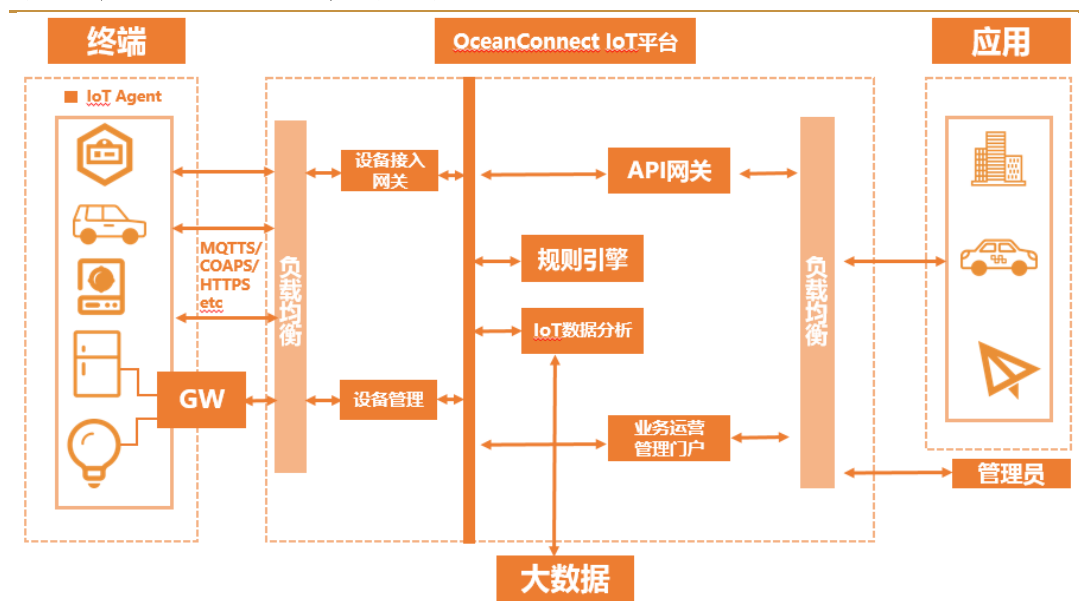 终端
OceanConnect IoT平台
应用
IoT Agent
设备接入
网关
API网关
MQTTS/
COAPS/
HTTPS
etc
负载均衡
规则引擎
负载均衡
IoT数据分析
GW
设备管理
业务运营
管理门户
管理员
大数据